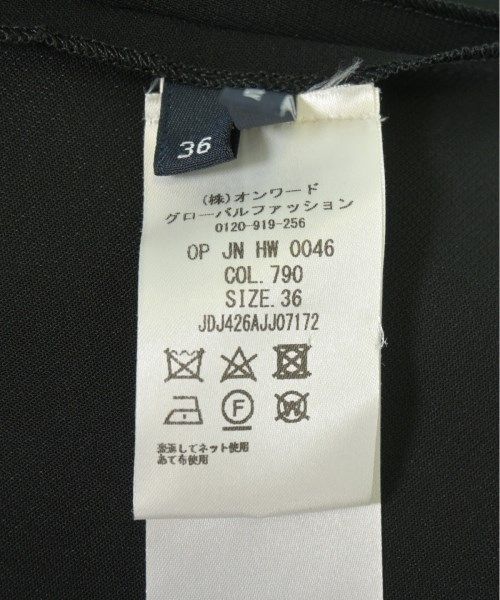 36
(株)オンワード
グローバルファッション
0120-919-256
OP JN HW 0046
COL. 790
SIZE. 36
JDJ426AJJ07172
F
W
裏返してネット使用
あて布使用